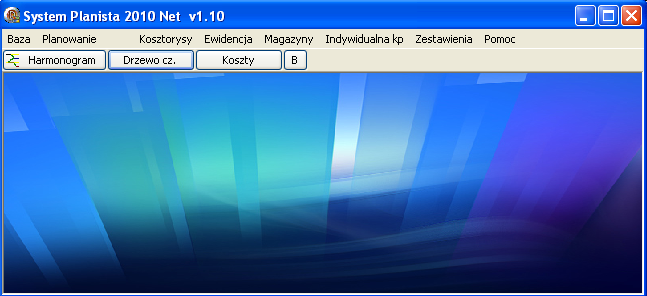 System Planista 2010 Net v1.10
Baza Planowanie Kosztorysy Ewidencja Magazyny Indywidualna kp Zestawienia Pomoc
Harmonogram Drzewo cz. Koszty B